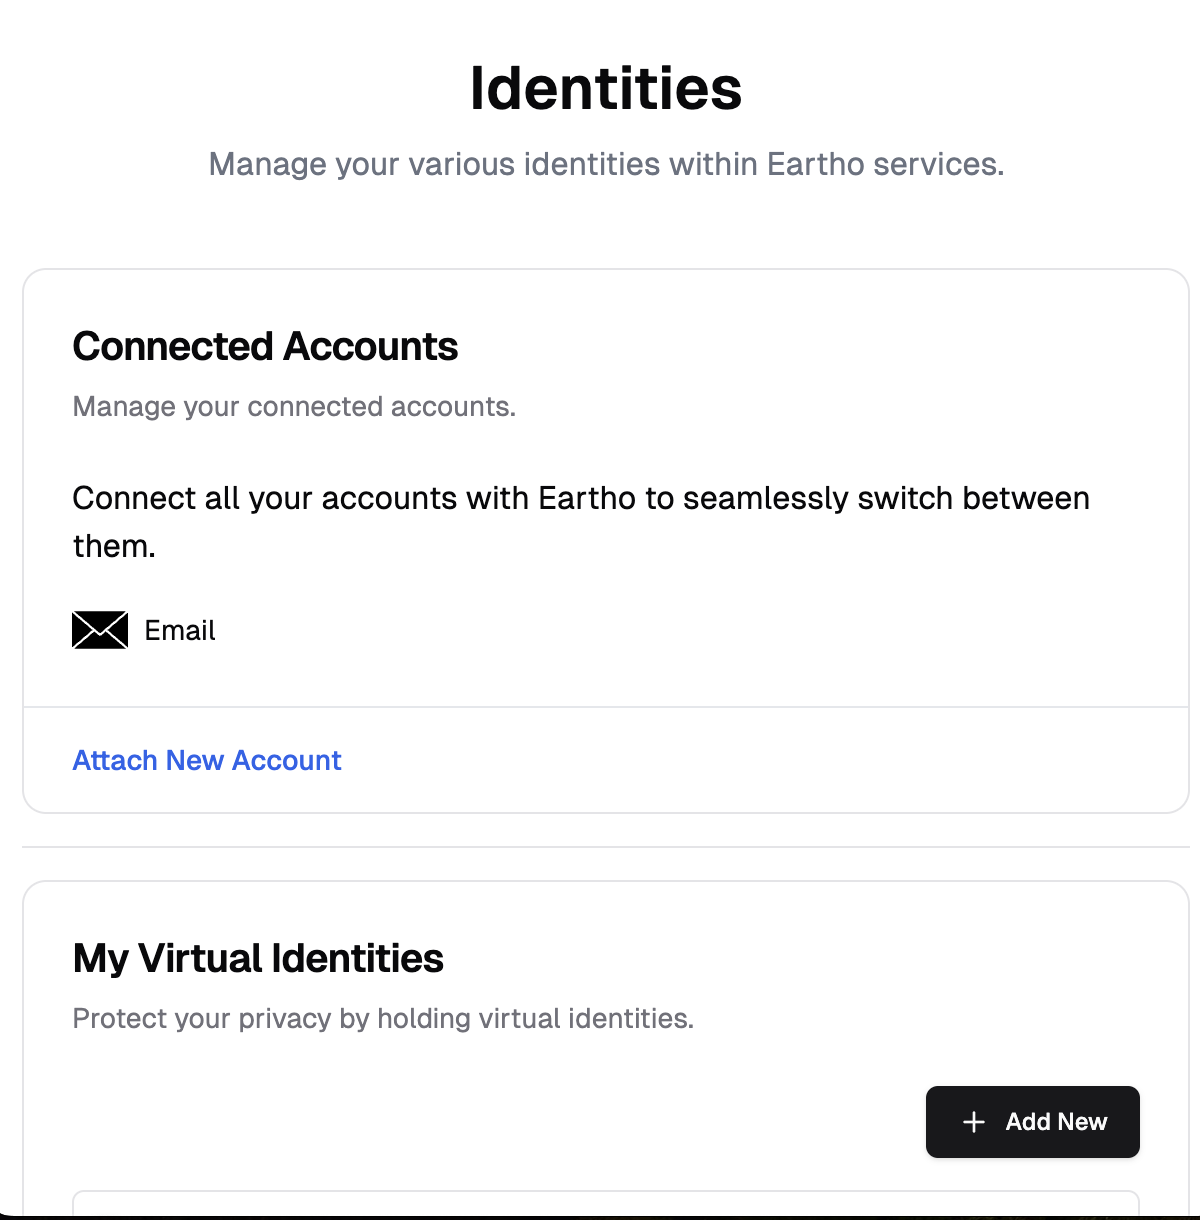 Identities
Manage your various identities within Eartho services.
Connected Accounts
Manage your connected accounts.
Connect all your accounts with Eartho to seamlessly switch between
them.
Email
Attach New Account
My Virtual Identities
Protect your privacy by holding virtual identities.
Add New